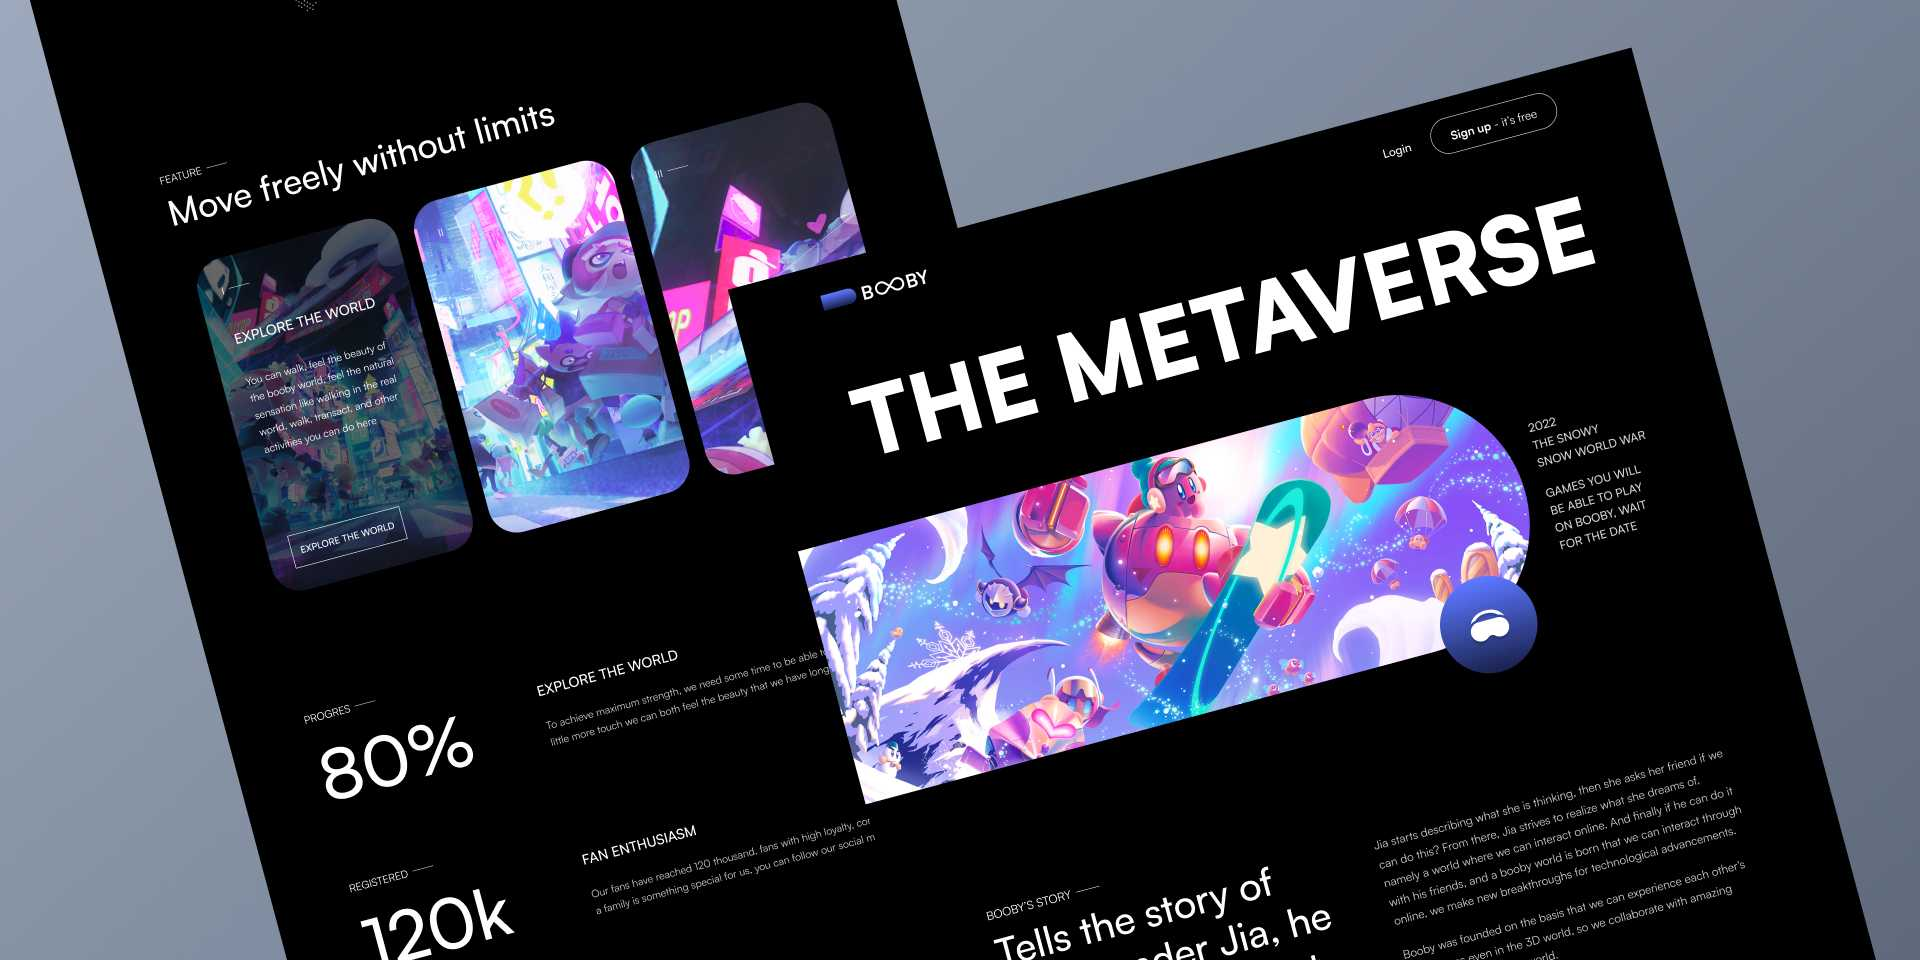 FEATURE
Move freely without limits
I
EXPLORE THE WORLD
You can walk, feel the beauty of
the booby world, feel the natural
sensation like walking in the real
world, walk, transact, and other
activities you can do here
EXPLORE THE WORLD
II
III
PROGRES
80%
EXPLORE THE WORLD
To achieve maximum strength, we need some time to be able to
little more touch we can both feel the beauty that we have long
REGISTERED
120k
FAN ENTHUSIASM
Our fans have reached 120 thousand, fans with high loyalty, cor
a family is something special for us, you can follow our social m
BOOBY
Login
Sign up - it's free
THE METAVERSE
2022
THE SNOWY
SNOW WORLD WAR
GAMES YOU WILL
BE ABLE TO PLAY
ON BOOBY, WAIT
FOR THE DATE
BOOBY'S STORY
Tells the story of
nder Jia, he
Jia starts describing what she is thinking, then she asks her friend if we
can do this? From there, Jia strives to realize what she dreams of,
namely a world where we can interact online. And finally if he can do it
with his friends, and a booby world is born that we can interact through
online, we make new breakthroughs for technological advancements.
Booby was founded on the basis that we can experience each other's
even in the 3D world, so we collaborate with amazing
world.